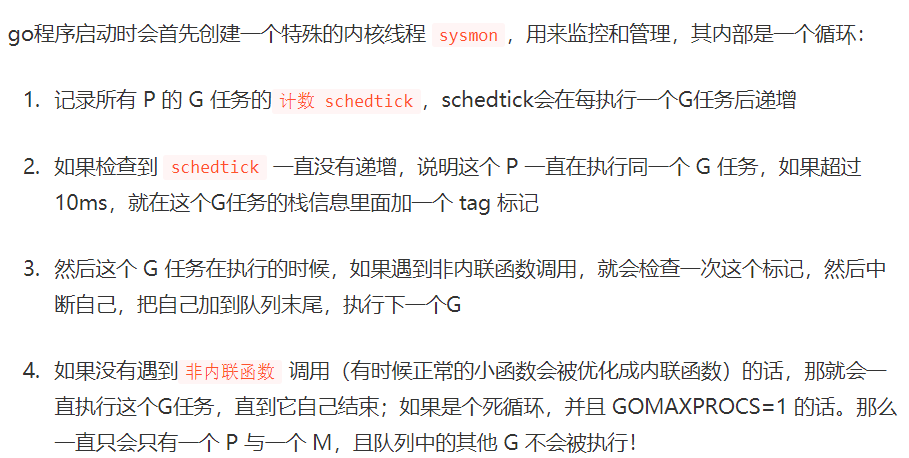 go程序启动时会首先创建一个特殊的内核线程 sysmon ，用来监控和管理，其内部是一个循环：
1. 记录所有 P 的 G 任务的 计数 schedtick ，schedtick会在每执行一个G任务后递增
2. 如果检查到 schedtick 一直没有递增，说明这个 P 一直在执行同一个 G 任务，如果超过
10ms，就在这个G任务的栈信息里面加一个 tag 标记
3. 然后这个 G 任务在执行的时候，如果遇到非内联函数调用，就会检查一次这个标记，然后中
断自己，把自己加到队列末尾，执行下一个G
4. 如果没有遇到 非内联函数 调用（有时候正常的小函数会被优化成内联函数）的话，那就会一
直执行这个G任务，直到它自己结束；如果是个死循环，并且 GOMAXPROCS=1 的话。那么
一直只会只有一个 P 与一个 M，且队列中的其他 G 不会被执行！